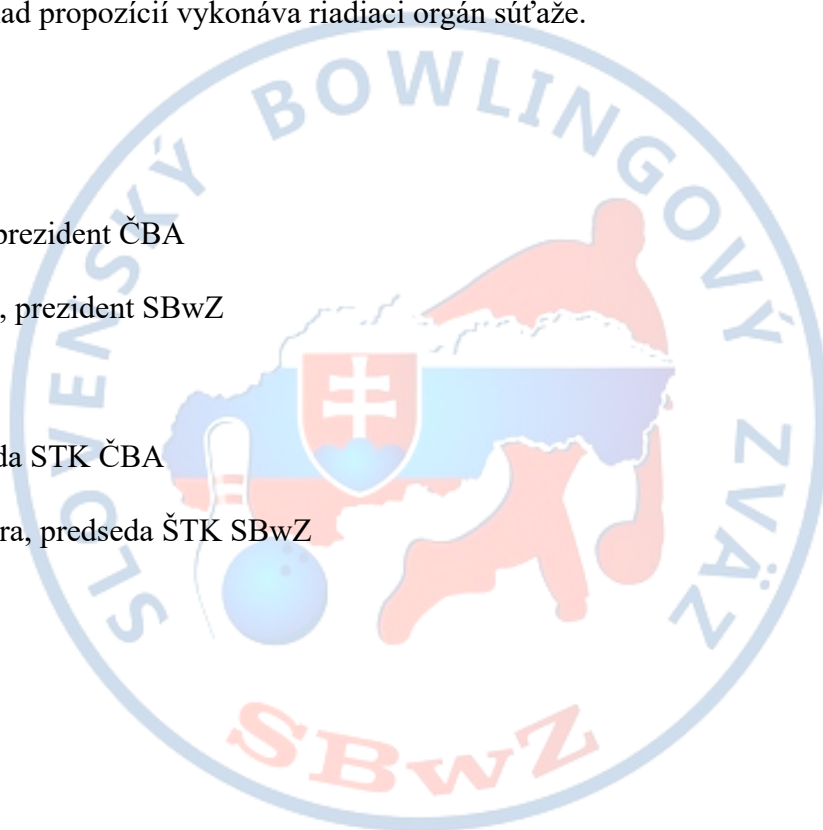 ad propozícií vykonáva riadiaci orgán súťaže.
SLOVENSKÝ BOWLINGOVÝ ZVÄZ
prezident ČBA
, prezident SBwZ
da STK ČBA
ra, predseda ŠTK SBwZ
SBwZ